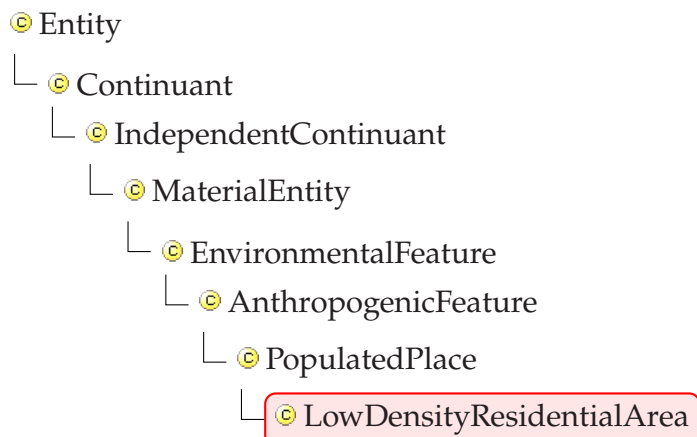 © Entity
© Continuant
© IndependentContinuant
© MaterialEntity
© EnvironmentalFeature
© AnthropogenicFeature
© PopulatedPlace
© LowDensityResidentialArea